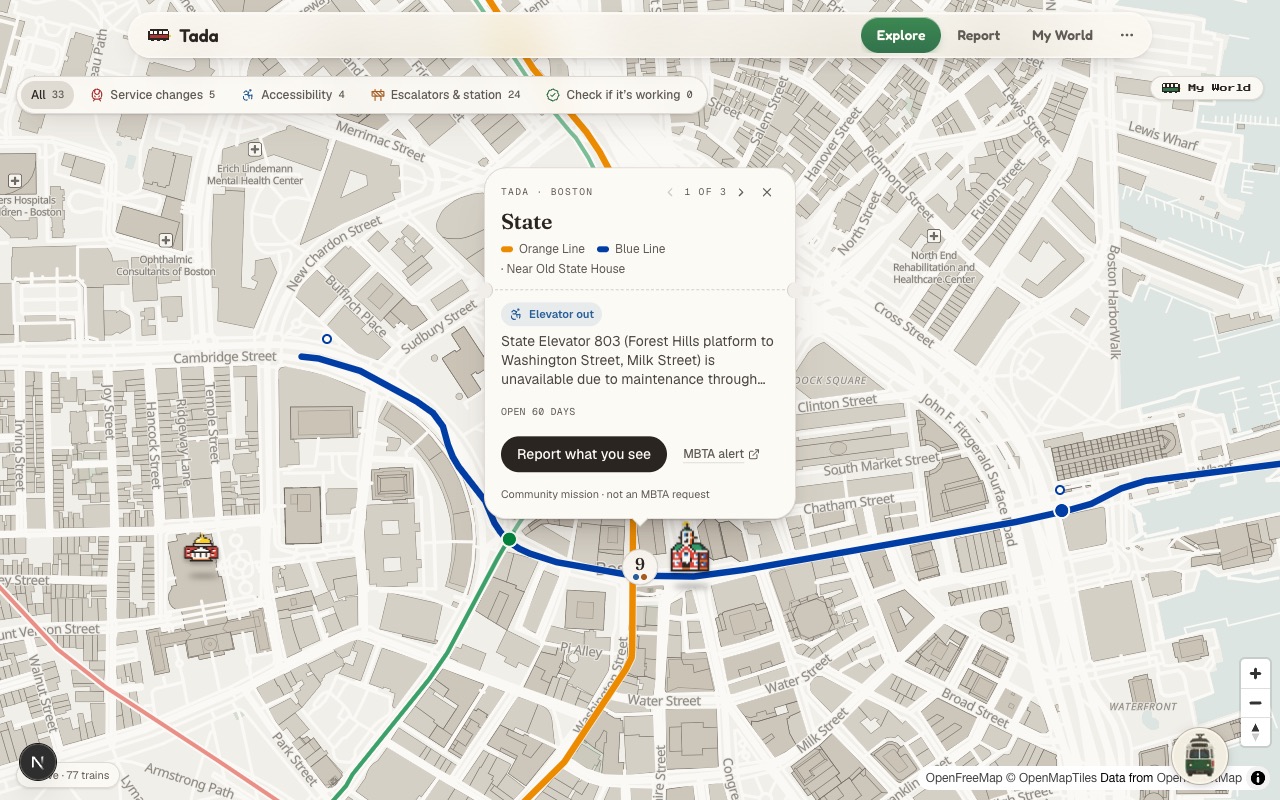 Tada
Explore
Report
My World
All 33
Service changes 5
Accessibility 4
Escalators & station 24
Check if it's working 0
My World
TADA · BOSTON
1 OF 3
State
Orange Line
Blue Line
· Near Old State House
Elevator out
State Elevator 803 (Forest Hills platform to
Washington Street, Milk Street) is
unavailable due to maintenance through…
OPEN 60 DAYS
Report what you see
MBTA alert
Community mission · not an MBTA request
9
Merrimac Street
Erich Lindemann
Mental Health Center
Ophthalmic
Consultants of Boston
New Chardon Street
Bulfinch Place
Sudbury Street
Cambridge Street
Joy Street
Hancock Street
Ridgeway Lane
Temple Street
Irving Street
Walnut Street
Park Street
Armstrong Path
Salem Street
Hanover Street
Richmond Street
North Street
Fulton Street
Lewis Street
Lewis Wharf
North End
Rehabilitation and
Healthcare Center
Cross Street
Boston HarborWalk
DOCK SQUARE
Clinton Street
South Market Street
Chatham Street
John F. Fitzgerald Surface Road
Pi Alley
Washington Street
Water Street
Water Street
Milk Street
Broad Street
WATERFRONT
N
· 77 trains
OpenFreeMap © OpenMapTiles Data from